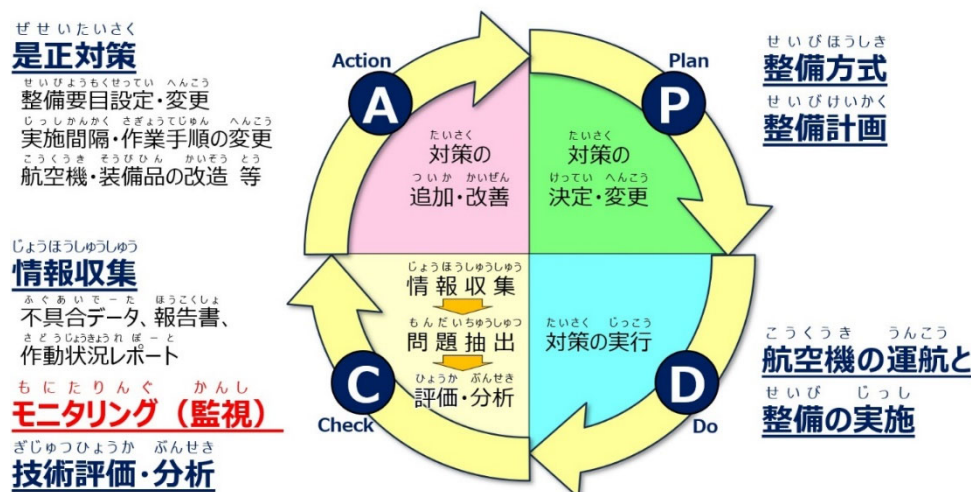 ぜせいたいさく
是正対策
せいびようもくせってい へんこう
整備要目設定・変更
じっしかんかく さぎょうてじゅん へんこう
実施間隔・作業手順の変更
こうくうき そうびひん かいぞう とう
航空機・装備品の改造 等
じょうほうしゅうしゅう
情報収集
ふぐあいでーた ほうこくしょ
不具合データ、報告書、
さどうじょうきょうれぽーと
作動状況レポート
もにたりんぐ かんし
モニタリング（監視）
ぎじゅつひょうか ぶんせき
技術評価・分析
Action
A
たいさく
対策の
ついか かいぜん
追加・改善
Plan
P
たいさく
対策の
けってい へんこう
決定・変更
じょうほうしゅうしゅう
情報収集
もんだいちゅうしゅつ
問題抽出
ひょうか ぶんせき
評価・分析
C
Check
たいさく じっこう
対策の実行
D
Do
せいびほうしき
整備方式
せいびけいかく
整備計画
こうくうき うんこう
航空機の運航と
せいび じっし
整備の実施